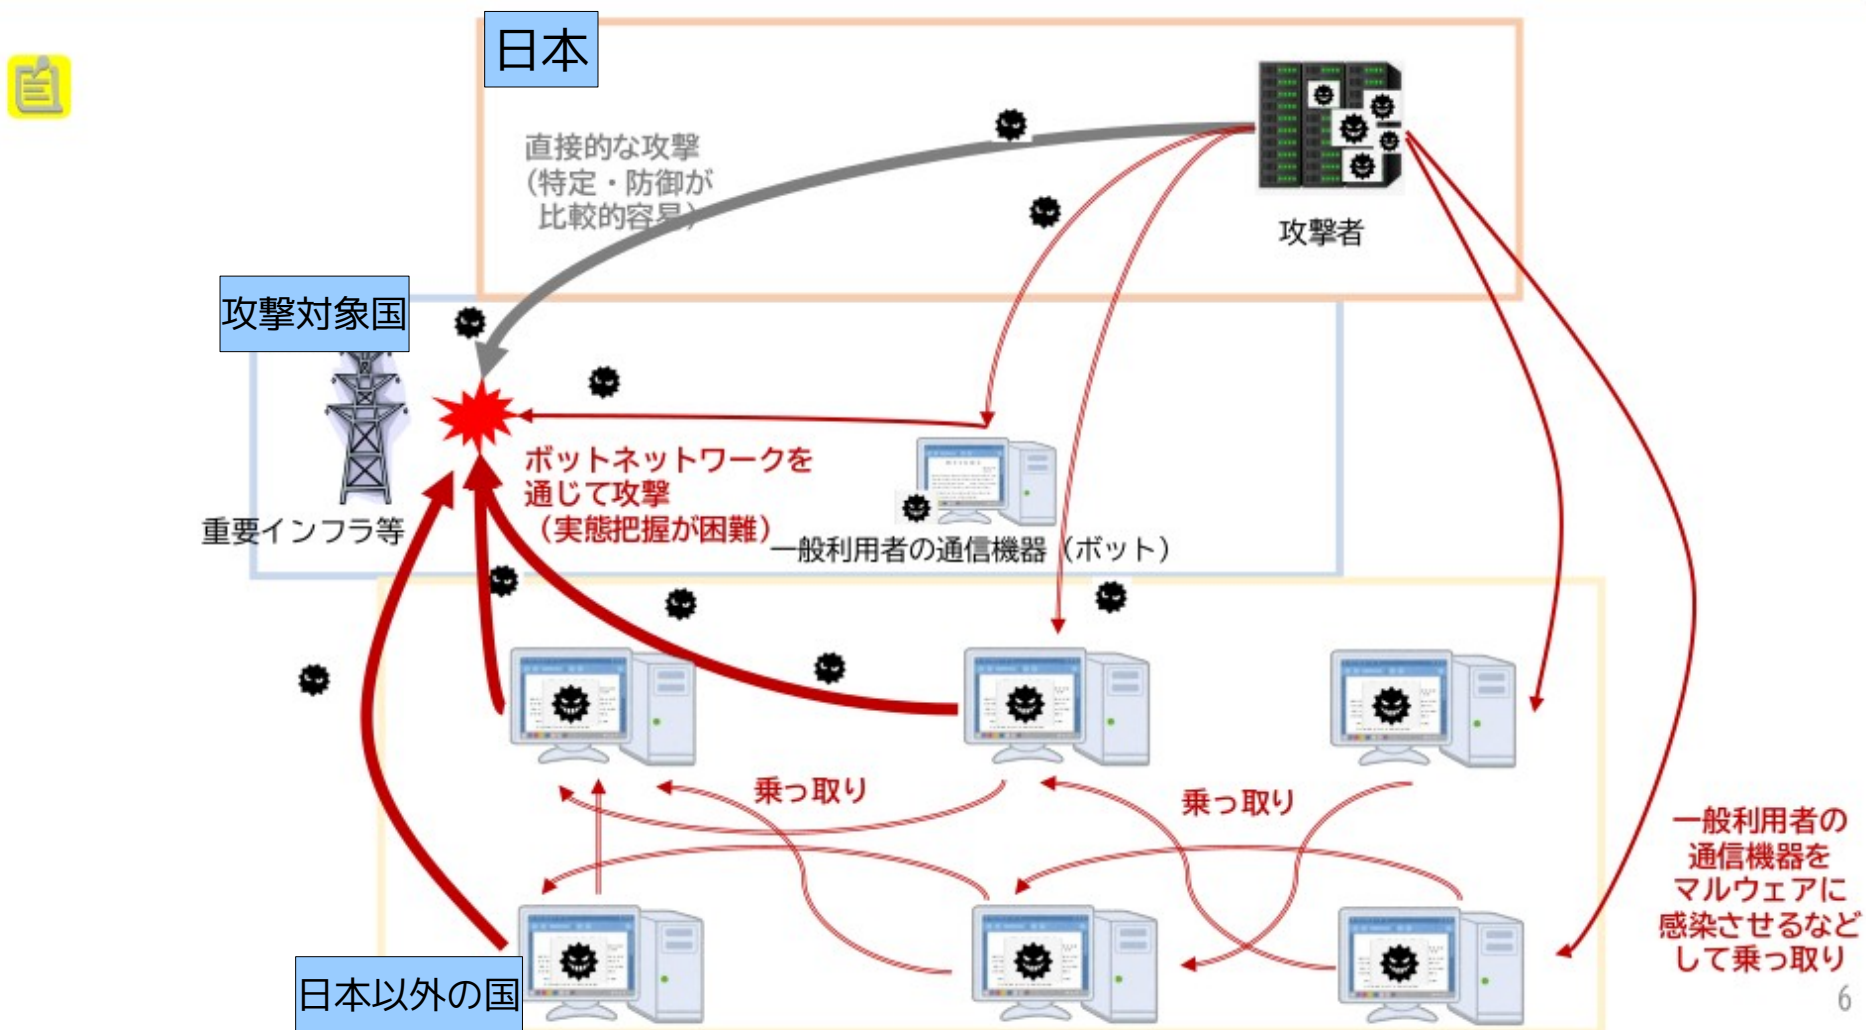 日本
直接的な攻撃
（特定・防御が
比較的容易）
攻撃者
攻撃対象国
重要インフラ等
ボットネットワークを
通じて攻撃
（実態把握が困難）
一般利用者の通信機器（ボット）
乗っ取り
乗っ取り
一般利用者の
通信機器を
マルウェアに
感染させるなど
して乗っ取り
日本以外の国
6